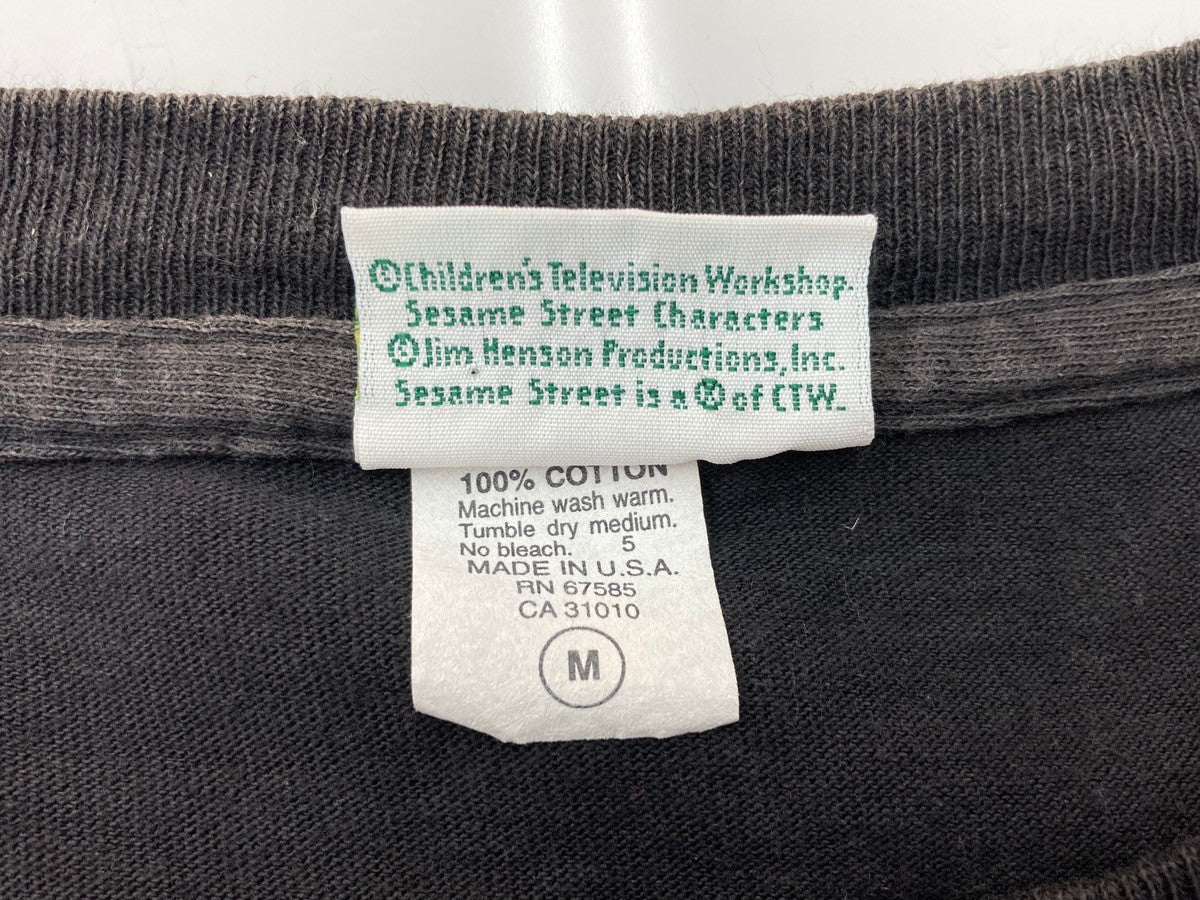 ©Children's Television Workshop.
Sesame Street Characters
©Jim Henson Productions, Inc.
Sesame Street is a ® of CTW.
100% COTTON
Machine wash warm.
Tumble dry medium.
No bleach. 5
MADE IN U.S.A.
RN 67585
CA 31010
M